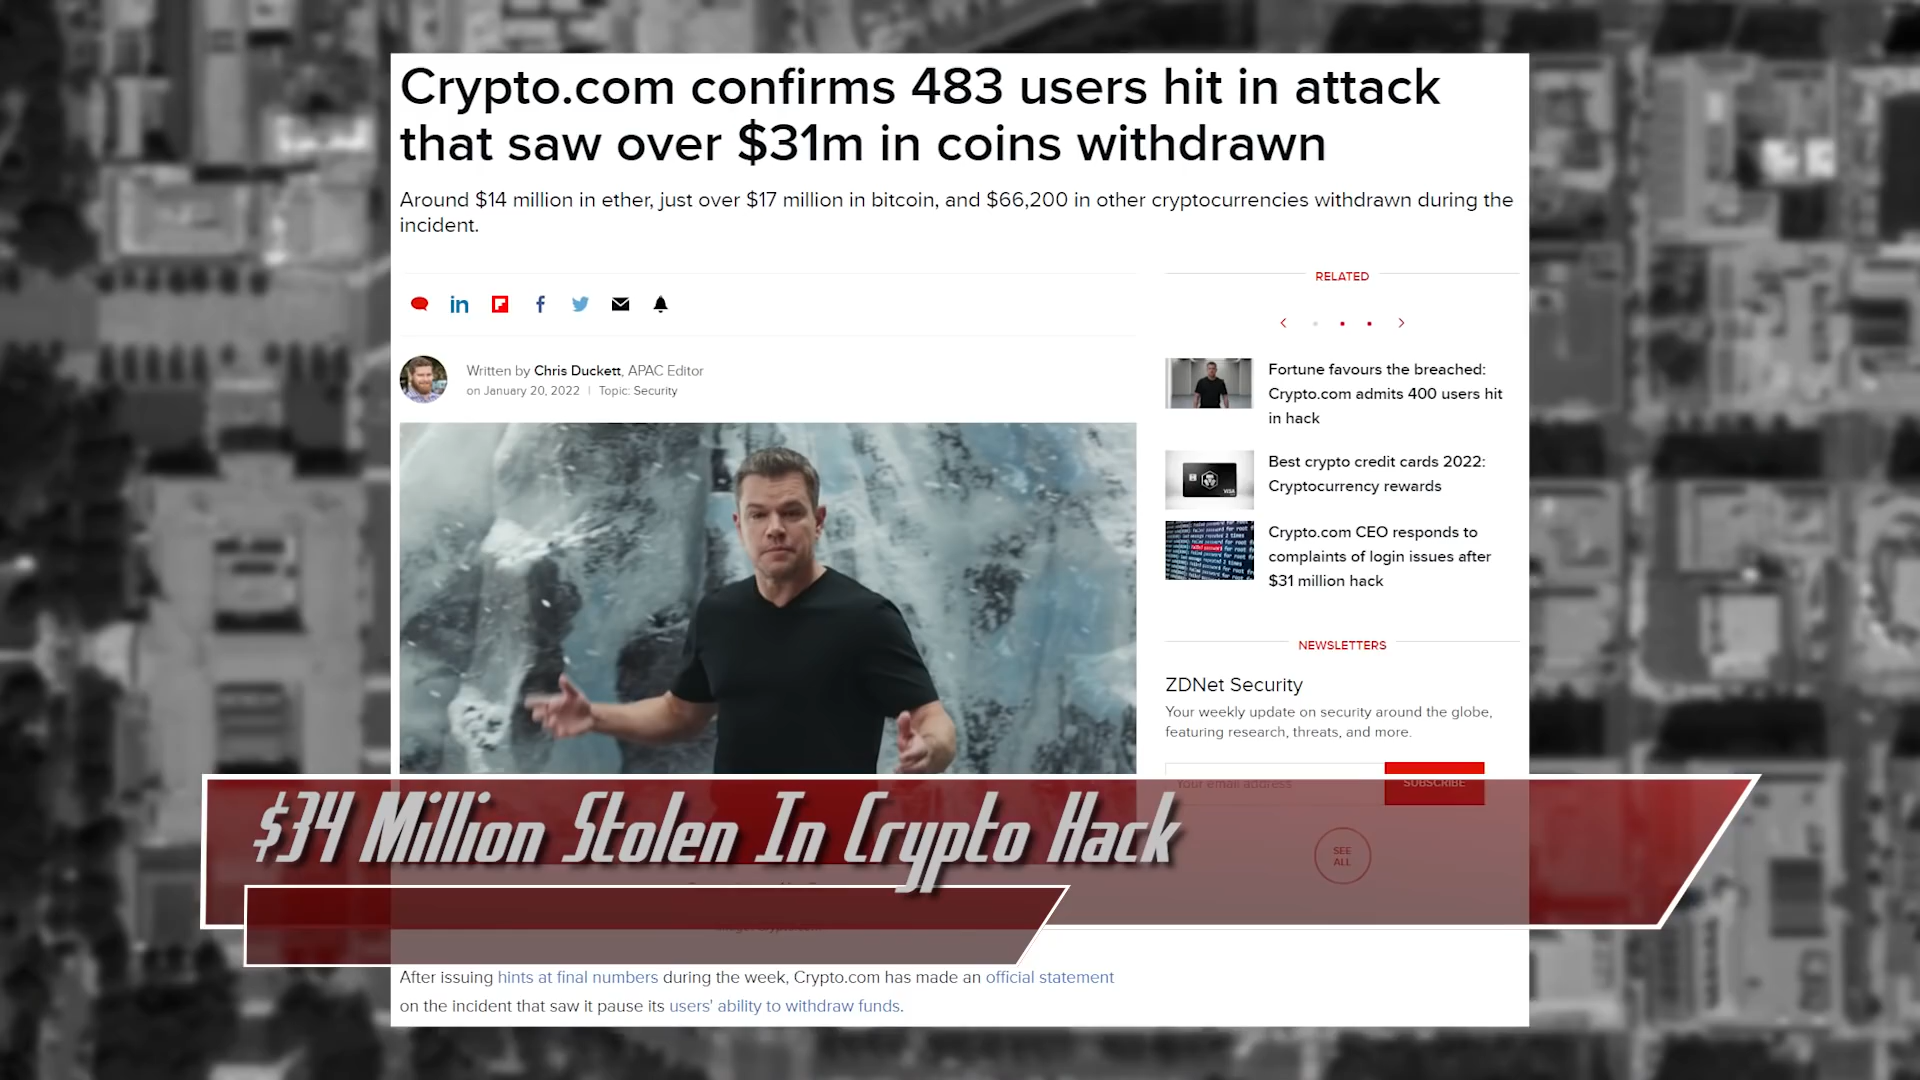 Crypto.com confirms 483 users hit in attack
that saw over $31m in coins withdrawn
Around $14 million in ether, just over $17 million in bitcoin, and $66,200 in other cryptocurrencies withdrawn during the
incident.
Written by Chris Duckett, APAC Editor
on January 20, 2022 | Topic: Security
RELATED
Fortune favours the breached:
Crypto.com admits 400 users hit
in hack
Best crypto credit cards 2022:
Cryptocurrency rewards
Crypto.com CEO responds to
complaints of login issues after
$31 million hack
NEWSLETTERS
ZDNet Security
Your weekly update on security around the globe,
featuring research, threats, and more.
Your email address
SUBSCRIBE
SEE
ALL
$34 Million Stolen In Crypto Hack
After issuing hints at final numbers during the week, Crypto.com has made an official statement
on the incident that saw it pause its users' ability to withdraw funds.